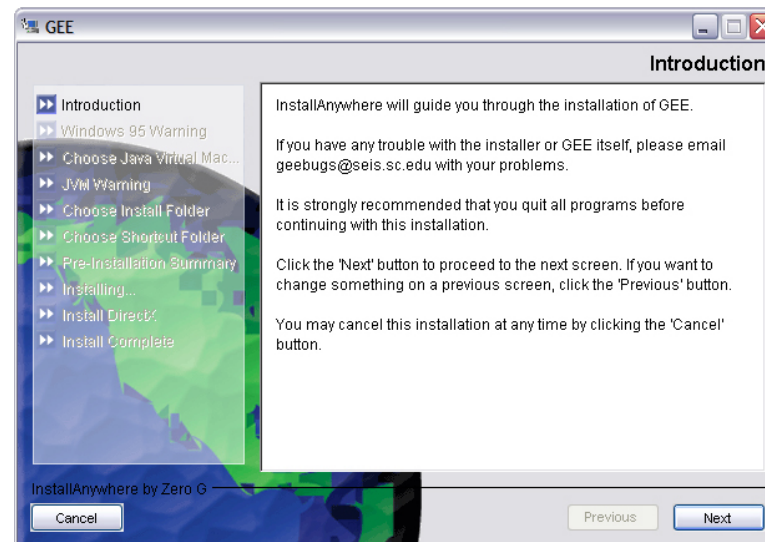 GEE
Introduction
Introduction
Windows 95 Warning
Choose Java Virtual Mac...
JVM Warning
Choose Install Folder
Choose Shortcut Folder
Pre-Installation Summary
Installing...
Install DirectX
Install Complete
InstallAnywhere will guide you through the installation of GEE.
If you have any trouble with the installer or GEE itself, please email
geebugs@seis.sc.edu with your problems.
It is strongly recommended that you quit all programs before
continuing with this installation.
Click the 'Next' button to proceed to the next screen. If you want to
change something on a previous screen, click the 'Previous' button.
You may cancel this installation at any time by clicking the 'Cancel'
button.
InstallAnywhere by Zero G
Cancel
Previous
Next